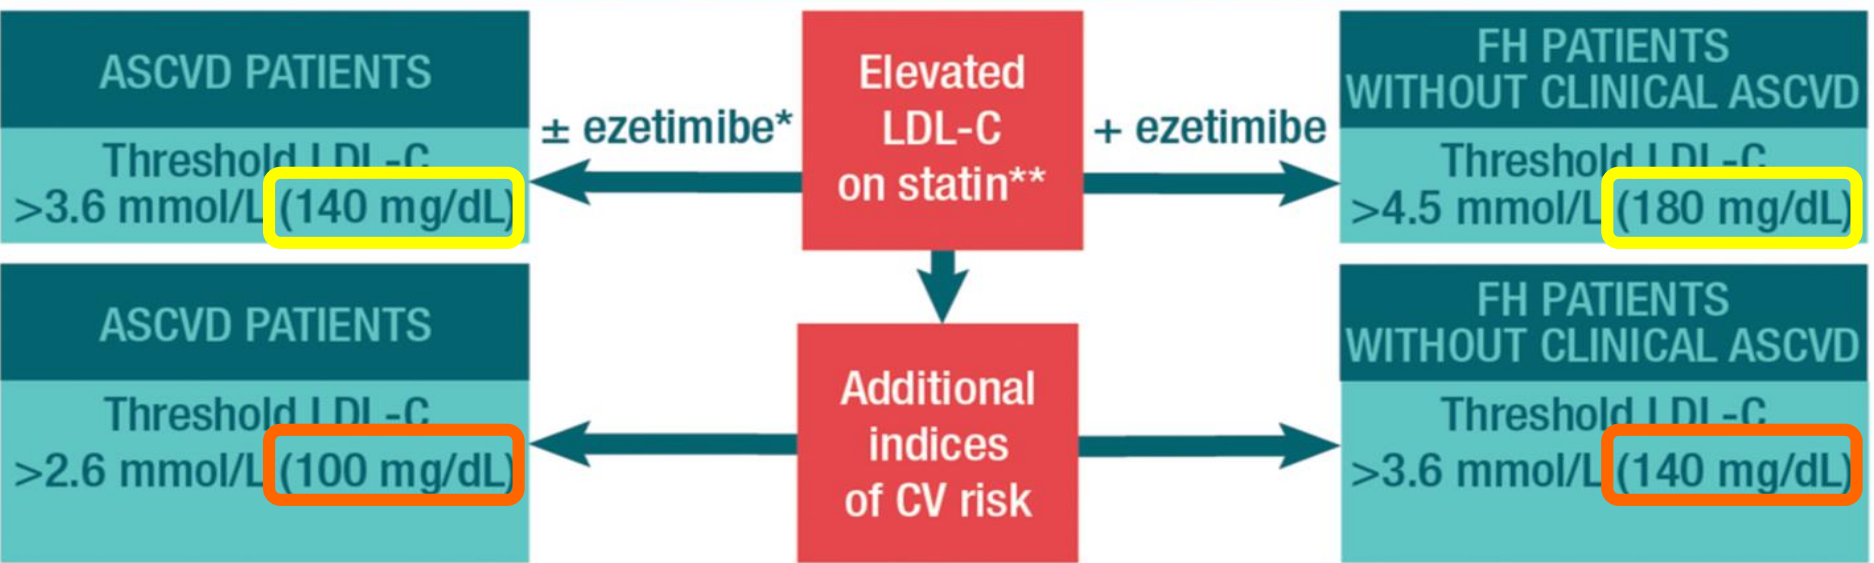 ASCVD PATIENTS
Threshold LDL-C
>3.6 mmol/L (140 mg/dL)
± ezetimibe*
Elevated
LDL-C
on statin**
+ ezetimibe
FH PATIENTS
WITHOUT CLINICAL ASCVD
Threshold LDL-C
>4.5 mmol/L (180 mg/dL)
ASCVD PATIENTS
Threshold LDL-C
>2.6 mmol/L (100 mg/dL)
Additional
indices
of CV risk
FH PATIENTS
WITHOUT CLINICAL ASCVD
Threshold LDL-C
>3.6 mmol/L (140 mg/dL)